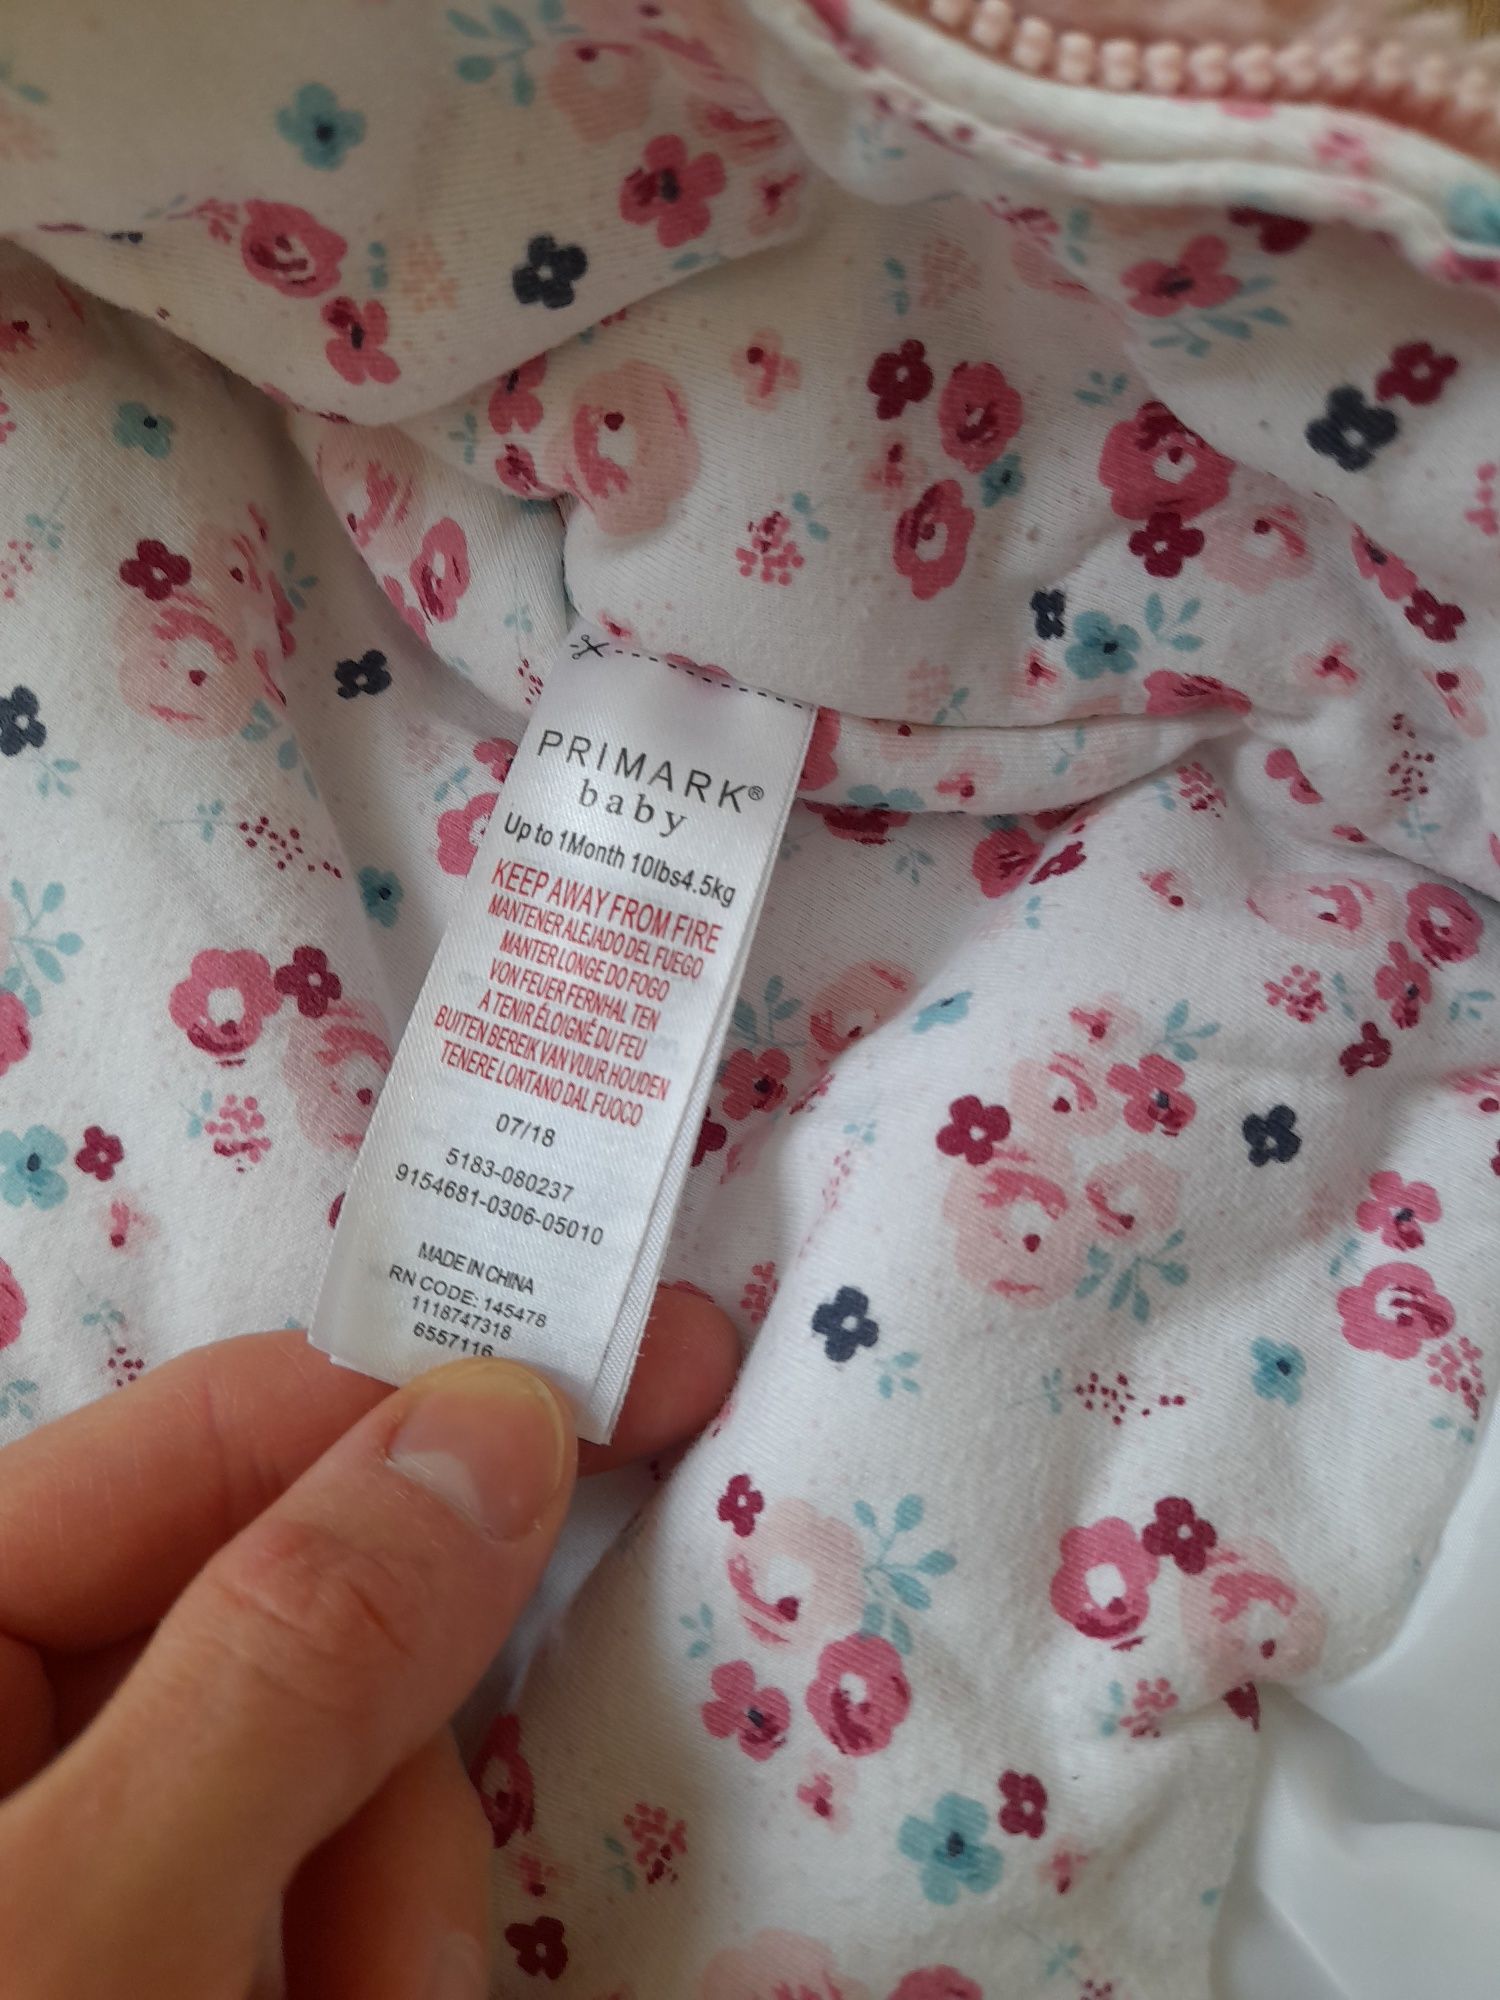 PRIMARK®
baby
Up to 1Month 10lbs4.5kg
KEEP AWAY FROM FIRE
MANTENER ALEJADO DEL FUEGO
MANTER LONGE DO FOGO
VON FEUER FERNHAL TEN
A TENIR ÉLOIGNÉ DU FEU
BUITEN BEREIK VAN VUUR HOUDEN
TENERE LONTANO DAL FUOCO
07/18
5183-080237
9154681-0306-05010
MADE IN CHINA
RN CODE: 145478
1118747318
6557116